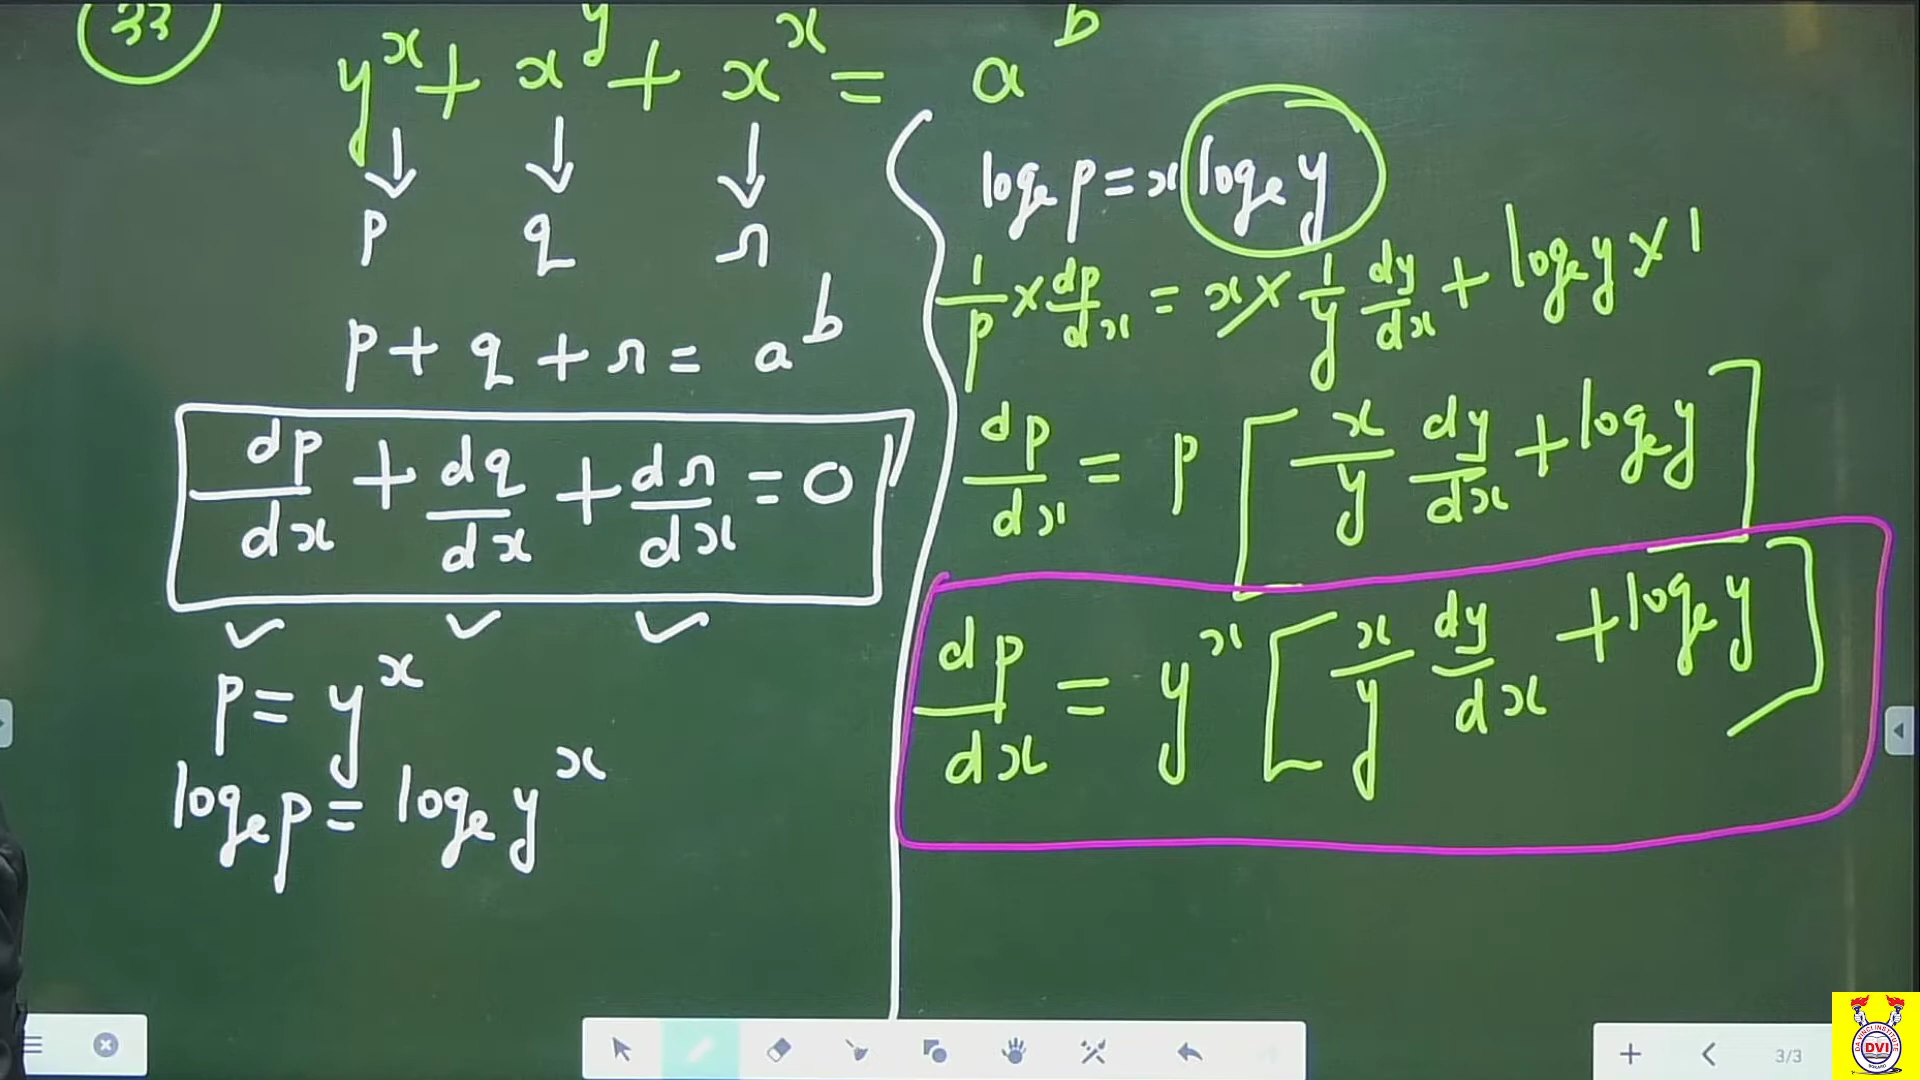 33
y^x + x^y + x^x = a^b
p q r
p + q + r = a^b
dp/dx + dq/dx + dr/dx = 0
p = y^x
log_e p = log_e y^x
log_e p = x log_e y
1/p × dp/dx = x × 1/y dy/dx + log_e y × 1
dp/dx = p [ x/y dy/dx + log_e y ]
dp/dx = y^x [ x/y dy/dx + log_e y ]
3/3
DVI